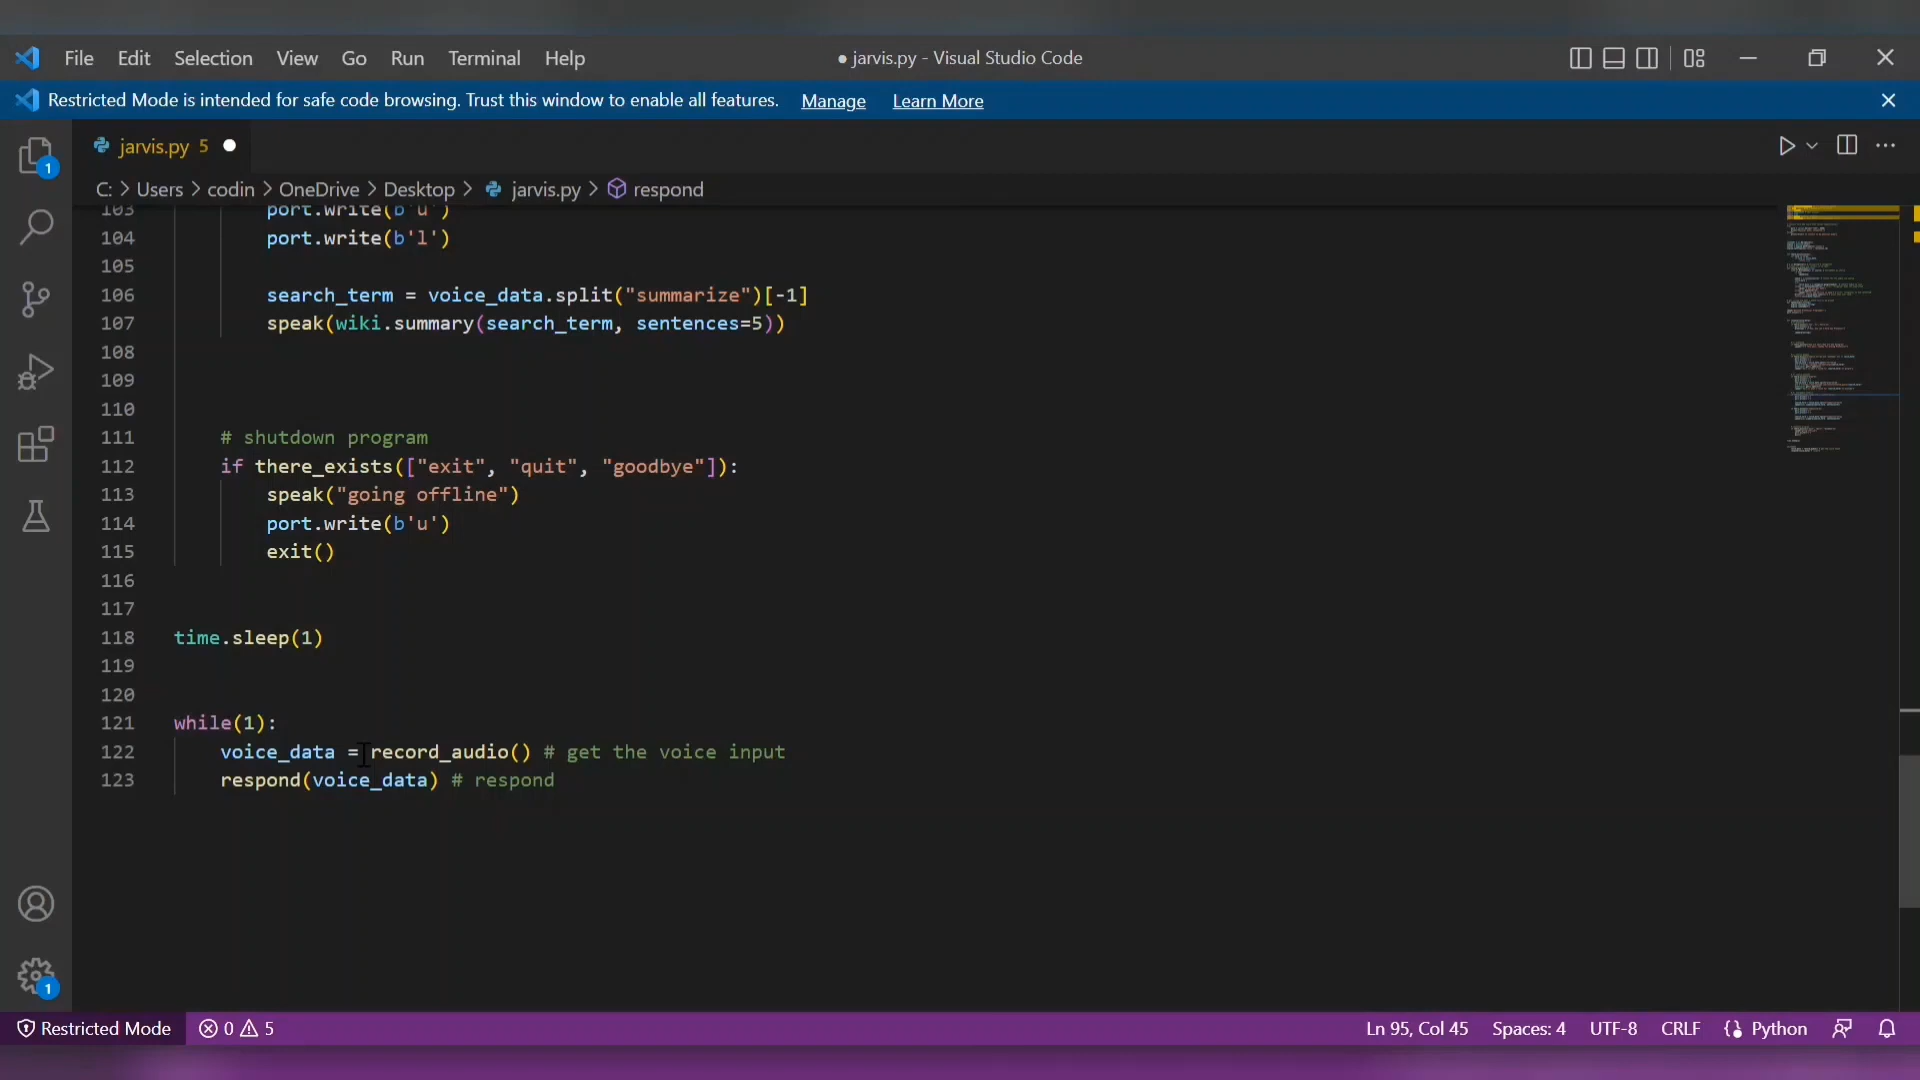 File Edit Selection View Go Run Terminal Help ● jarvis.py - Visual Studio Code
Restricted Mode is intended for safe code browsing. Trust this window to enable all features. Manage Learn More
1 jarvis.py 5
C: > Users > codin > OneDrive > Desktop > jarvis.py > respond
103 port.write(b'u')
104 port.write(b'l')
105
106 search_term = voice_data.split("summarize")[-1]
107 speak(wiki.summary(search_term, sentences=5))
108
109
110
111 # shutdown program
112 if there_exists(["exit", "quit", "goodbye"]):
113 speak("going offline")
114 port.write(b'u')
115 exit()
116
117
118 time.sleep(1)
119
120
121 while(1):
122 voice_data = record_audio() # get the voice input
123 respond(voice_data) # respond
1
Restricted Mode 0 5 Ln 95, Col 45 Spaces: 4 UTF-8 CRLF Python